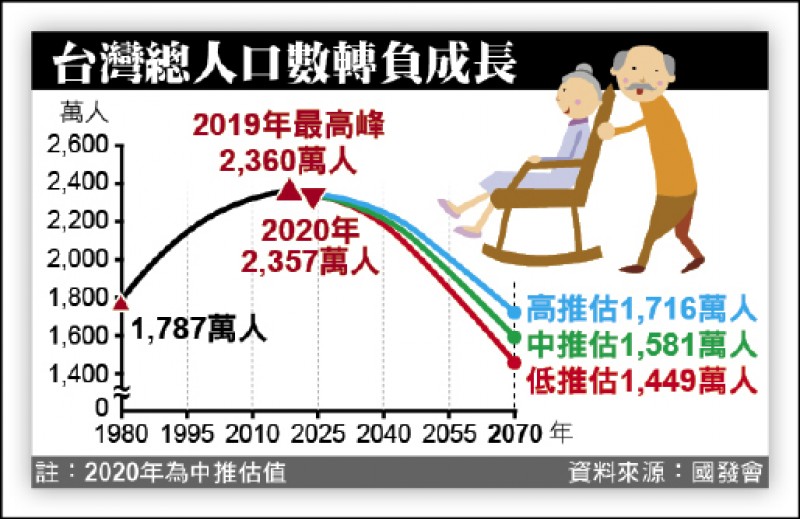 台灣總人口數轉負成長
萬人
2,600
2,400
2,200
2,000
1,800
1,600
1,400
0
2019年最高峰
2,360萬人
2020年
2,357萬人
1,787萬人
高推估1,716萬人
中推估1,581萬人
低推估1,449萬人
1980 1995 2010 2025 2040 2055 2070 年
註：2020年為中推估值 資料來源：國發會